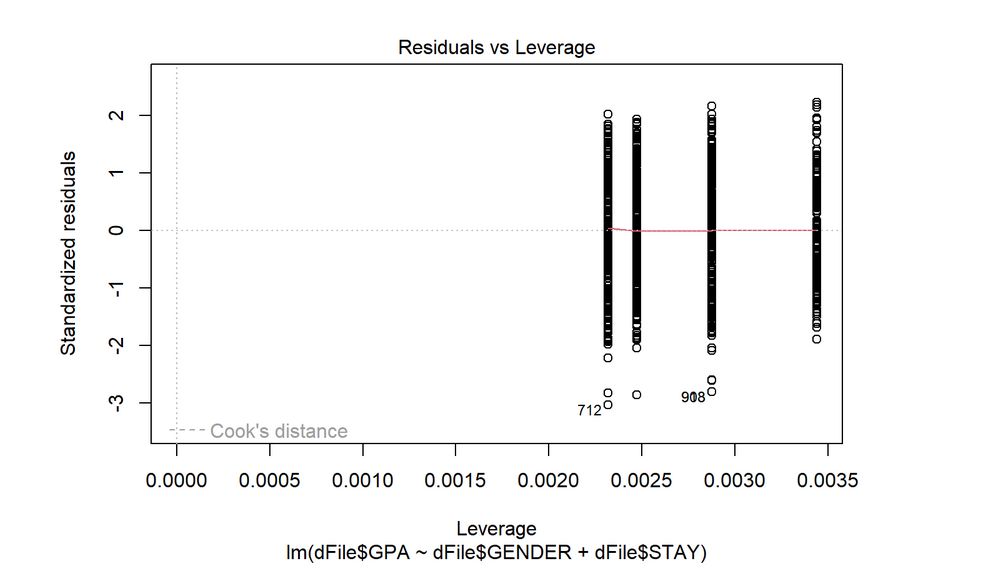 Residuals vs Leverage
Standardized residuals
2
1
0
-1
-2
-3
712
Cook's distance
0.0000 0.0005 0.0010 0.0015 0.0020 0.0025 0.0030 0.0035
Leverage
lm(dFile$GPA ~ dFile$GENDER + dFile$STAY)